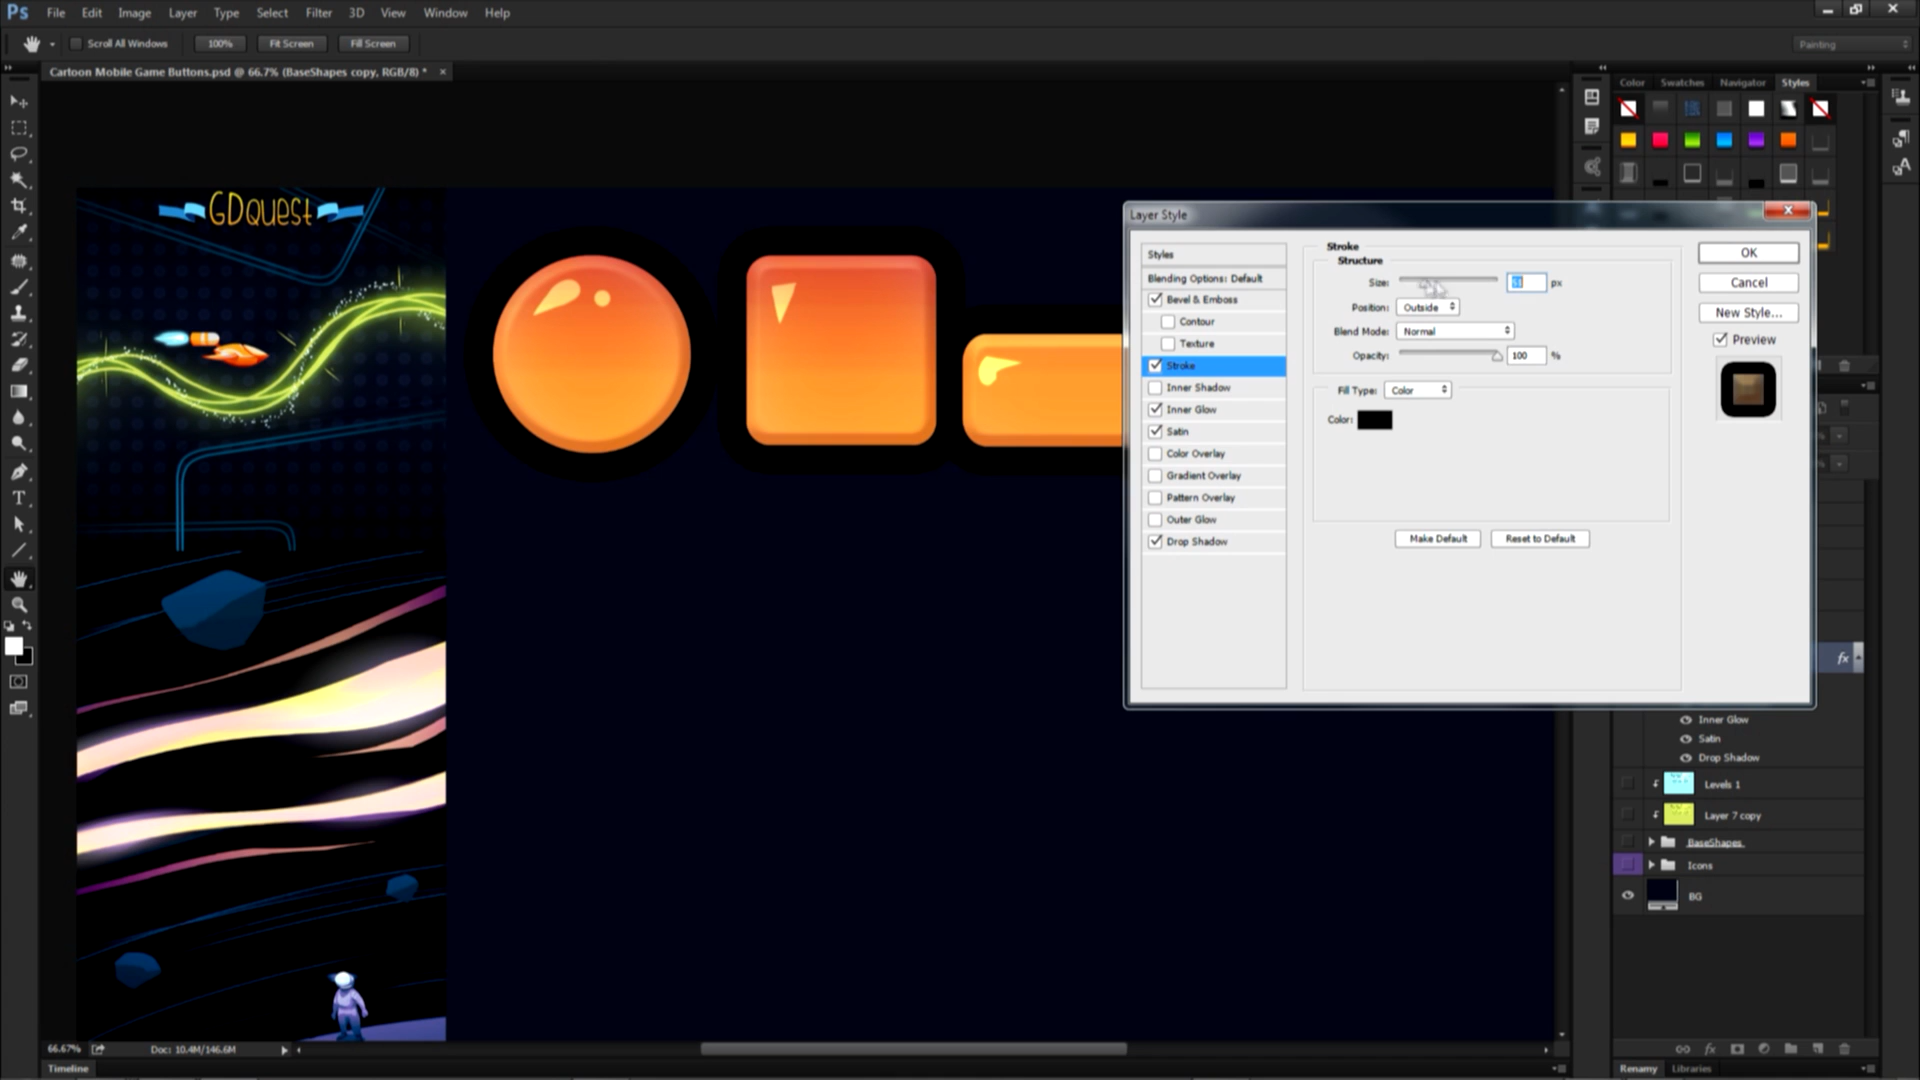 Ps File Edit Image Layer Type Select Filter 3D View Window Help
Scroll All Windows 100% Fit Screen Fill Screen Painting
Cartoon Mobile Game Buttons.psd @ 66.7% (BaseShapes copy, RGB/8) * ×
Color Swatches Navigator Styles
GDquest
Layer Style
Styles
Blending Options: Default
Bevel & Emboss
Contour
Texture
Stroke
Inner Shadow
Inner Glow
Satin
Color Overlay
Gradient Overlay
Pattern Overlay
Outer Glow
Drop Shadow
Stroke
Structure
Size: px
Position: Outside
Blend Mode: Normal
Opacity: 100 %
Fill Type: Color
Color:
Make Default Reset to Default
OK
Cancel
New Style...
Preview
fx
Inner Glow
Satin
Drop Shadow
Levels 1
Layer 7 copy
BaseShapes
Icons
BG
66.67% Doc: 10.4M/146.6M
fx
Timeline
Renamy Libraries